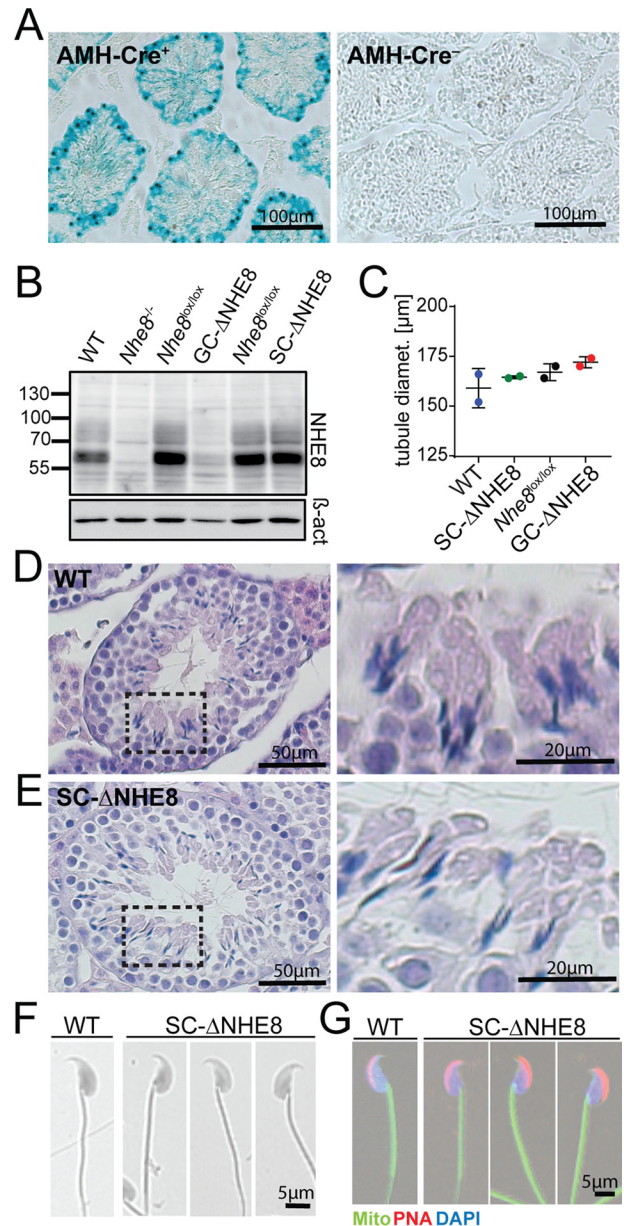 A
AMH-Cre⁺
100µm
AMH-Cre⁻
100µm
B
WT
Nhe8⁻/⁻
Nhe8lox/lox
GC-ΔNHE8
Nhe8lox/lox
SC-ΔNHE8
130
100
70
55
NHE8
ß-act
C
tubule diamet. [µm]
200
175
150
125
WT
SC-ΔNHE8
Nhe8lox/lox
GC-ΔNHE8
D
WT
50µm
20µm
E
SC-ΔNHE8
50µm
20µm
F
WT
SC-ΔNHE8
5µm
G
WT
SC-ΔNHE8
5µm
Mito PNA DAPI